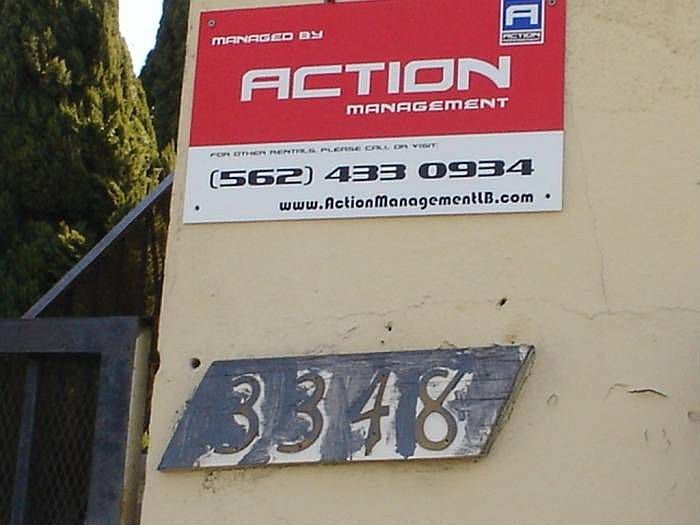 MANAGED BY
A
ACTION
ACTION
MANAGEMENT
FOR OTHER RENTALS, PLEASE CALL OR VISIT:
(562) 433 0934
www.ActionManagementLB.com
3348